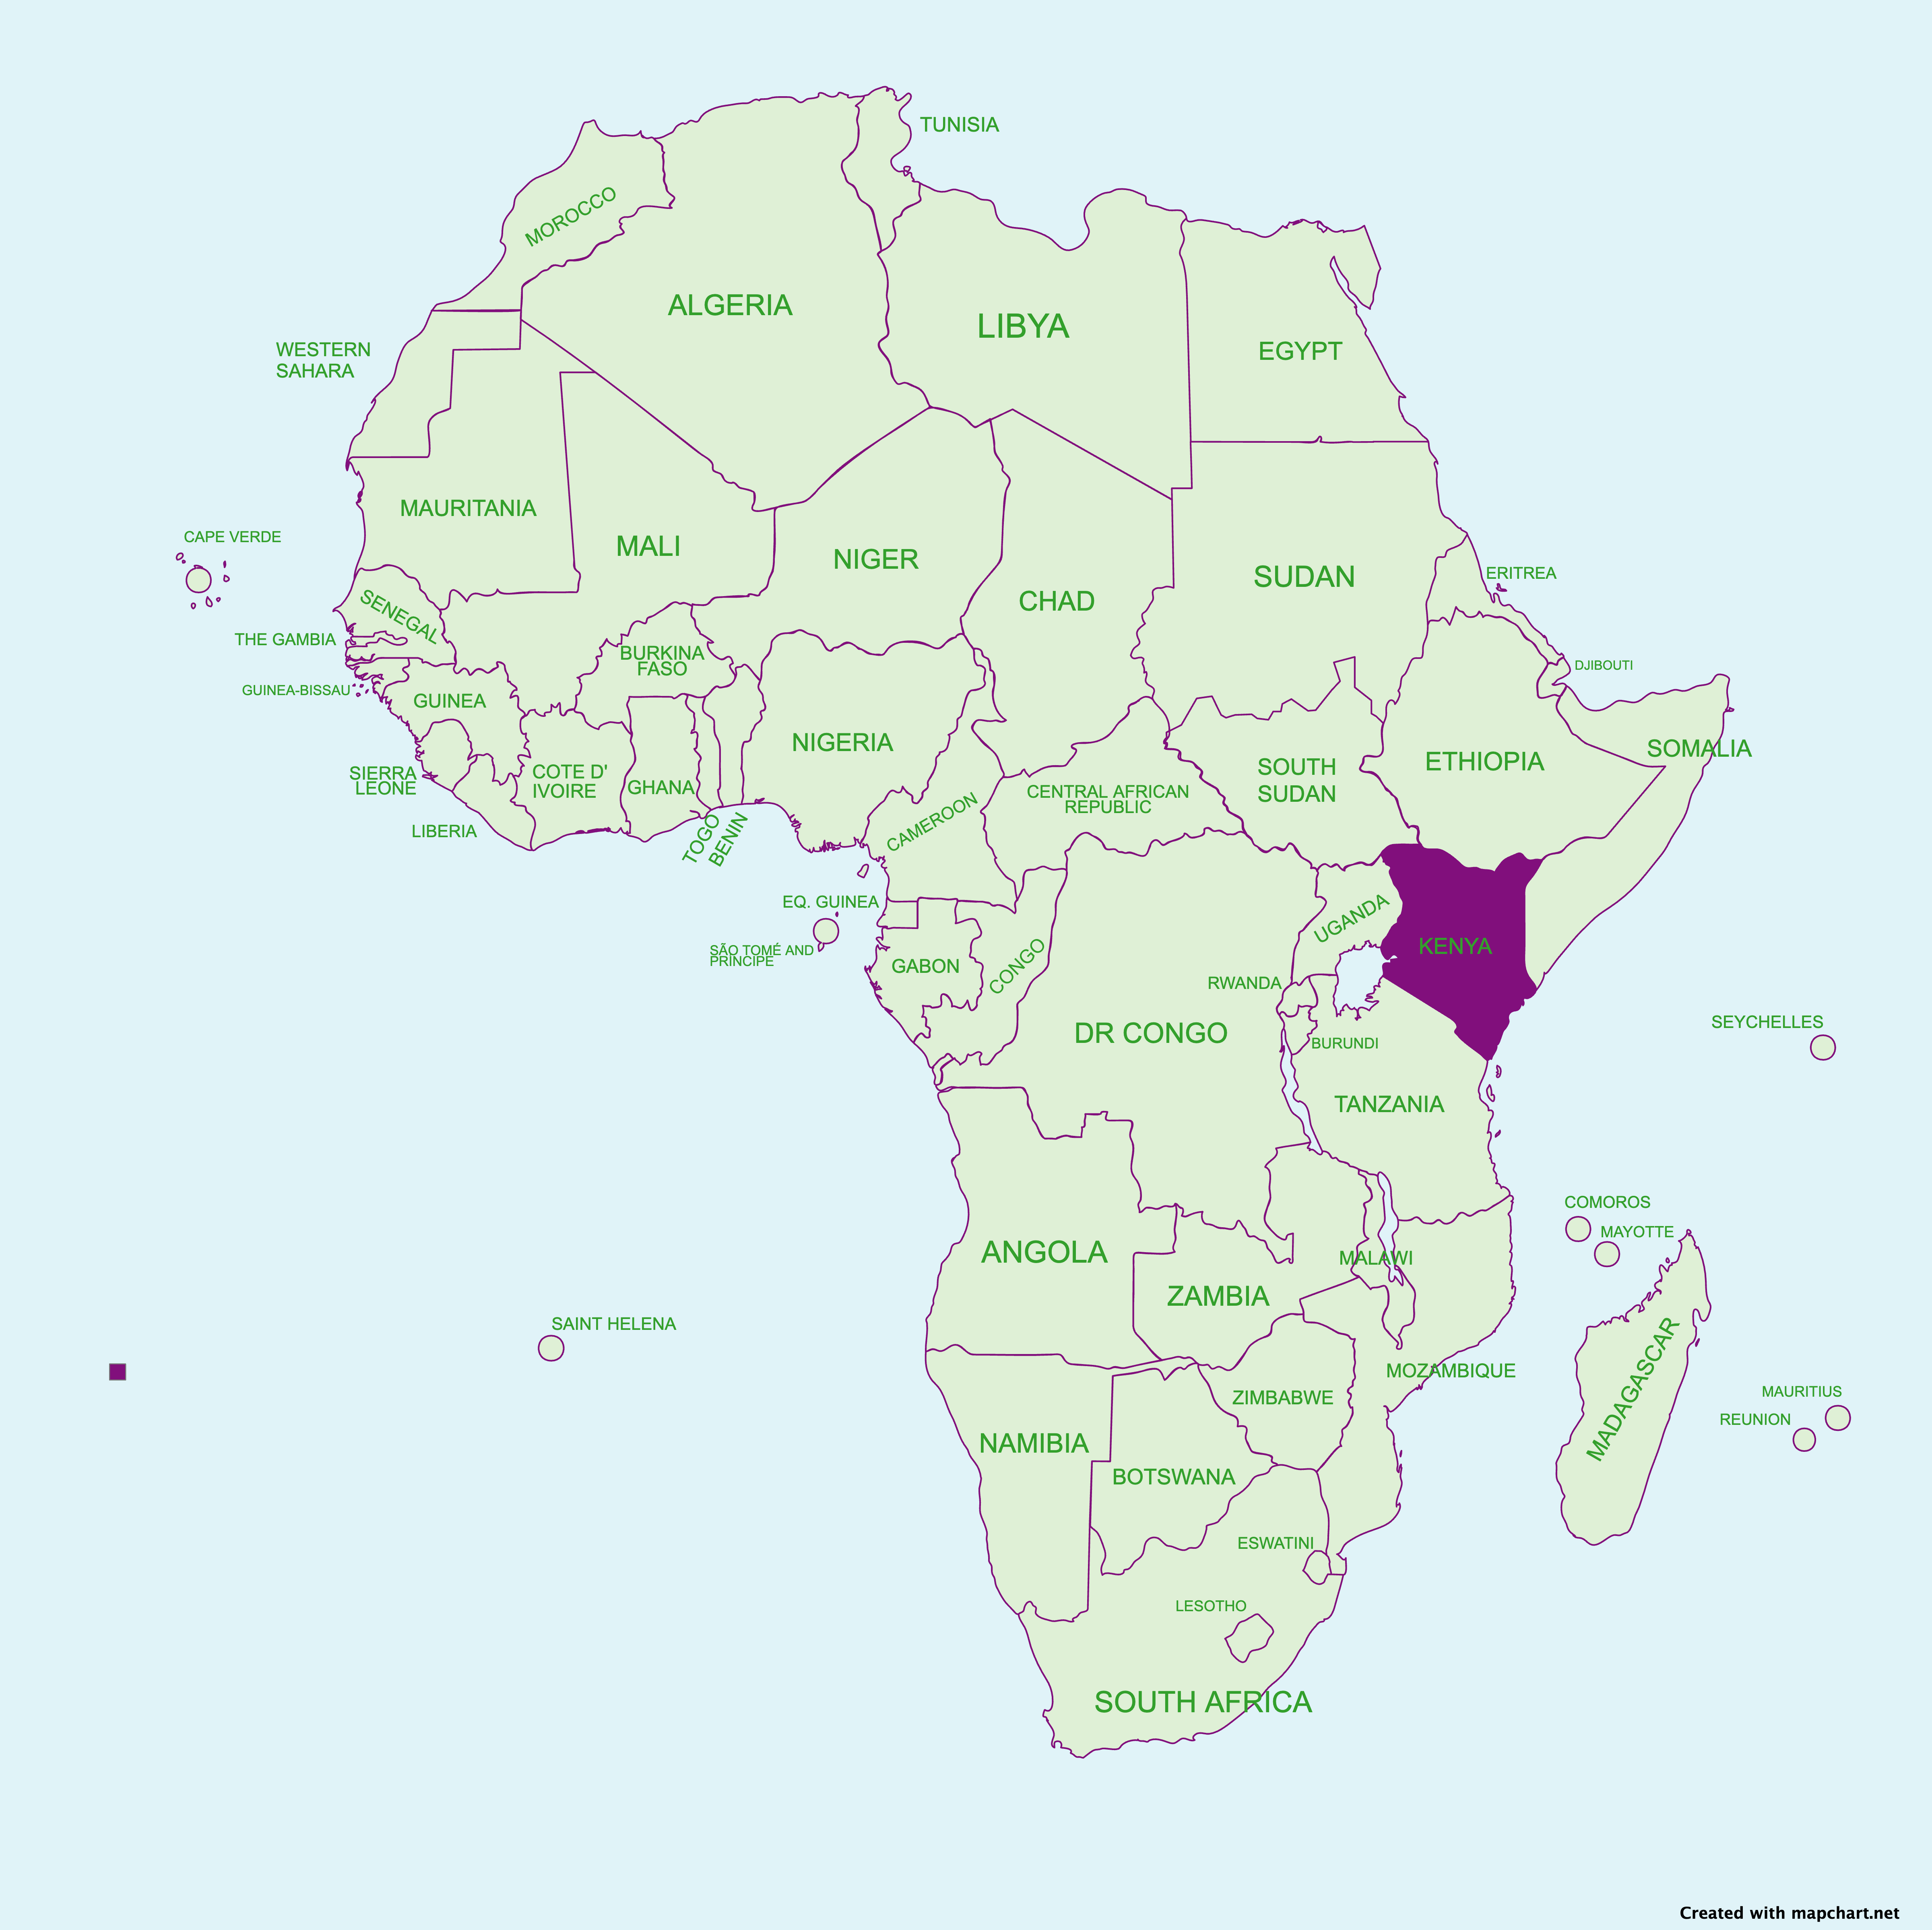 TUNISIA
MOROCCO
ALGERIA
LIBYA
EGYPT
WESTERN
SAHARA
MAURITANIA
MALI
NIGER
CHAD
SUDAN
ERITREA
CAPE VERDE
SENEGAL
THE GAMBIA
GUINEA-BISSAU
GUINEA
BURKINA
FASO
DJIBOUTI
SIERRA
LEONE
LIBERIA
COTE D'
IVOIRE
GHANA
TOGO
BENIN
NIGERIA
CAMEROON
CENTRAL AFRICAN
REPUBLIC
SOUTH
SUDAN
ETHIOPIA
SOMALIA
EQ. GUINEA
SÃO TOMÉ AND
PRINCIPE
GABON
CONGO
DR CONGO
UGANDA
KENYA
RWANDA
BURUNDI
TANZANIA
SEYCHELLES
COMOROS
MAYOTTE
ANGOLA
ZAMBIA
MALAWI
MOZAMBIQUE
MADAGASCAR
SAINT HELENA
ZIMBABWE
NAMIBIA
BOTSWANA
MAURITIUS
REUNION
ESWATINI
LESOTHO
SOUTH AFRICA
Created with mapchart.net